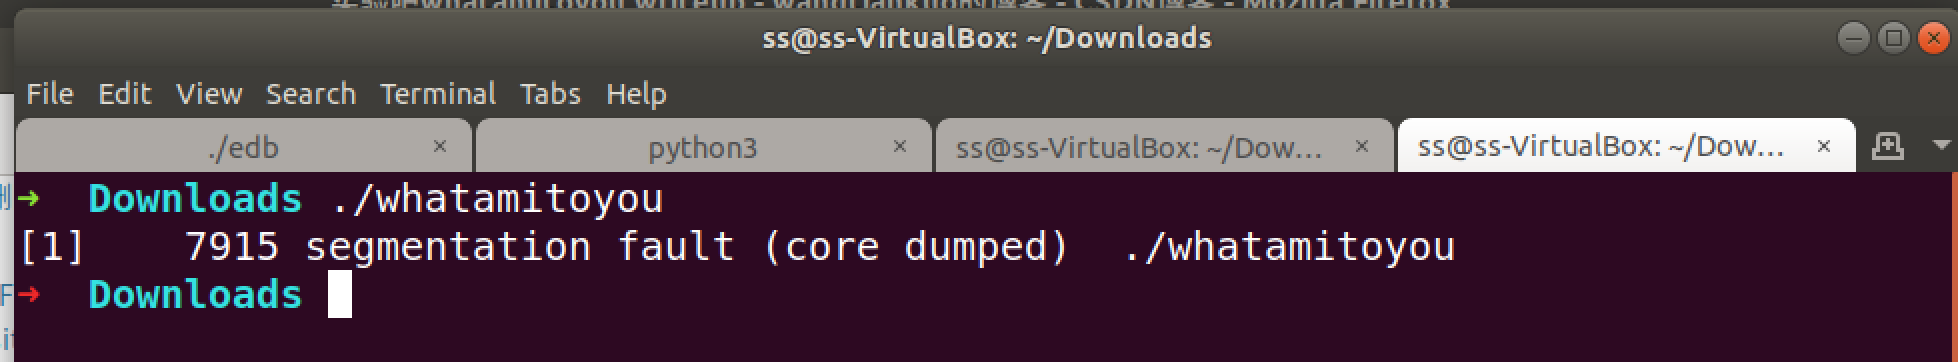 ss@ss-VirtualBox: ~/Downloads
File Edit View Search Terminal Tabs Help
./edb × python3 × ss@ss-VirtualBox: ~/Dow... × ss@ss-VirtualBox: ~/Dow... ×
➜ Downloads ./whatamitoyou
[1] 7915 segmentation fault (core dumped) ./whatamitoyou
➜ Downloads